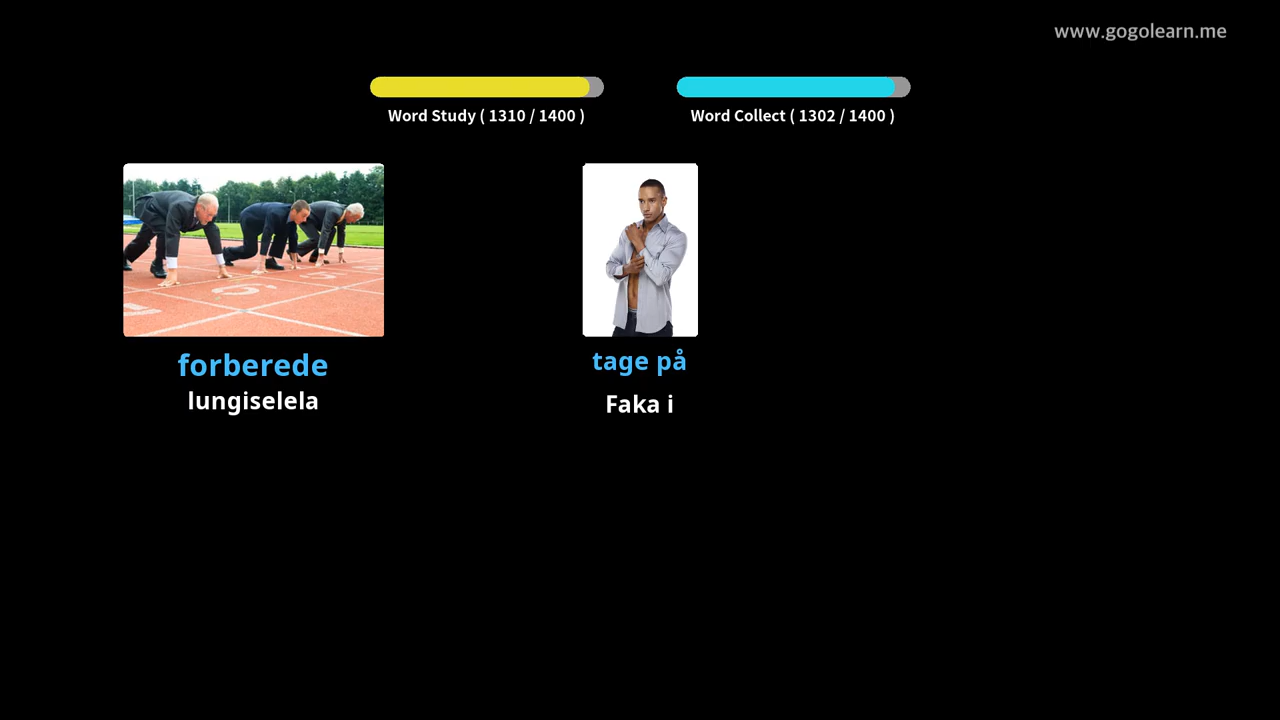 www.gogolearn.me
Word Study ( 1310 / 1400 )
Word Collect ( 1302 / 1400 )
forberede
lungiselela
tage på
Faka i